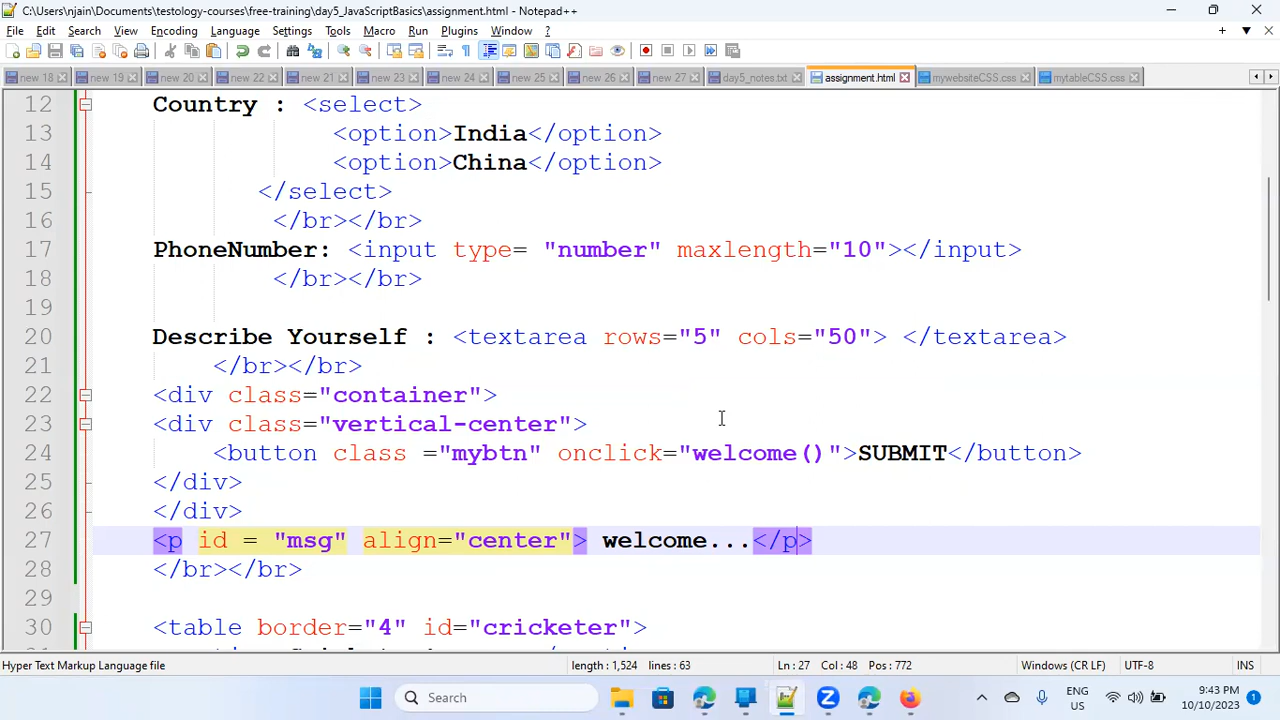 C:\Users\njain\Documents\testology-courses\free-training\day5_JavaScriptBasics\assignment.html - Notepad++
File Edit Search View Encoding Language Settings Tools Macro Run Plugins Window ?
new 18 new 19 new 20 new 22 new 21 new 23 new 24 new 25 new 26 new 27 day5_notes.txt assignment.html mywebsiteCSS.css mytableCSS.css
12 Country : <select>
13 <option>India</option>
14 <option>China</option>
15 </select>
16 </br></br>
17 PhoneNumber: <input type= "number" maxlength="10"></input>
18 </br></br>
19
20 Describe Yourself : <textarea rows="5" cols="50"> </textarea>
21 </br></br>
22 <div class="container">
23 <div class="vertical-center">
24 <button class ="mybtn" onclick="welcome()">SUBMIT</button>
25 </div>
26 </div>
27 <p id = "msg" align="center"> welcome...</p>
28 </br></br>
29
30 <table border="4" id="cricketer">
Hyper Text Markup Language file length : 1,524 lines : 63 Ln : 27 Col : 48 Pos : 772 Windows (CR LF) UTF-8 INS
Search ENG IN 9:43 PM 10/10/2023 1